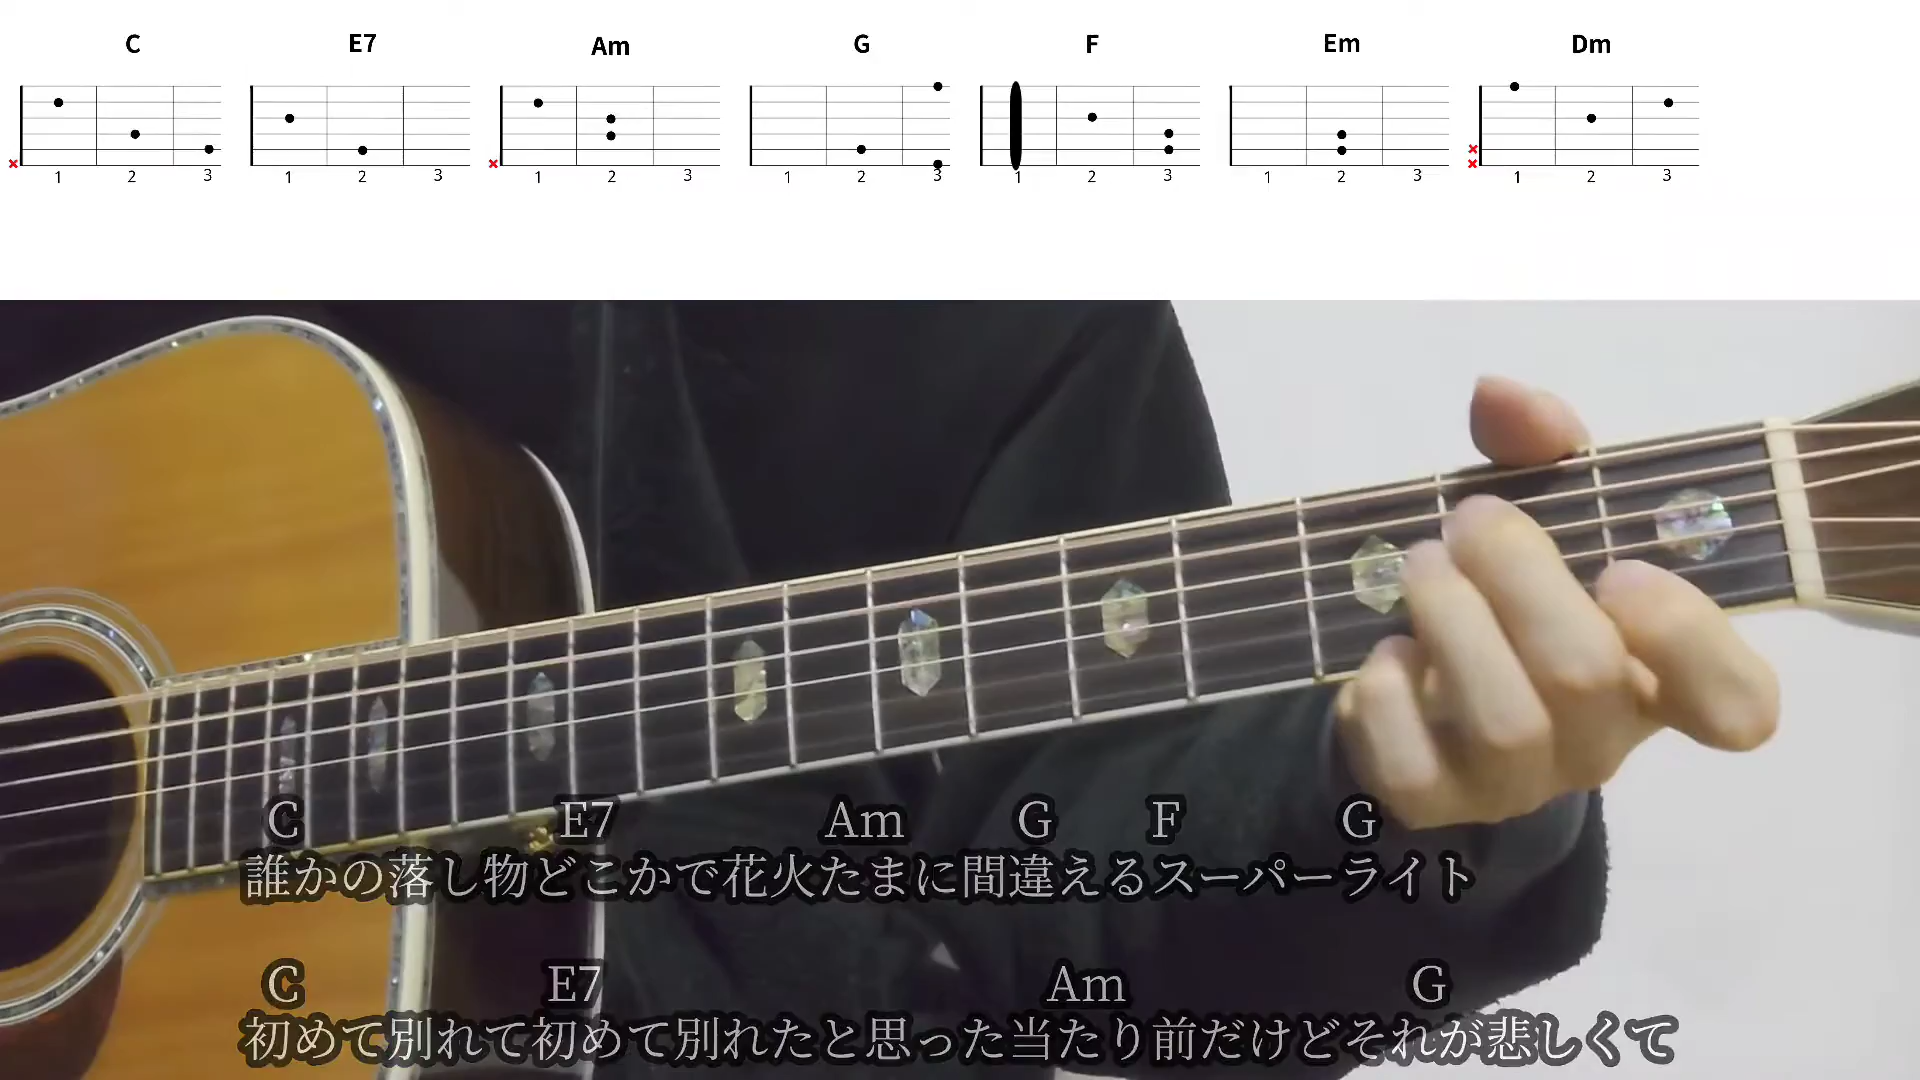 C E7 Am G F Em Dm
× 1 2 3 1 2 3 × 1 2 3 1 2 3 1 2 3 1 2 3 × × 1 2 3
C E7 Am G F G
誰かの落し物どこかで花火たまに間違えるスーパーライト
C E7 Am G
初めて別れて初めて別れたと思った当たり前だけどそれが悲しくて